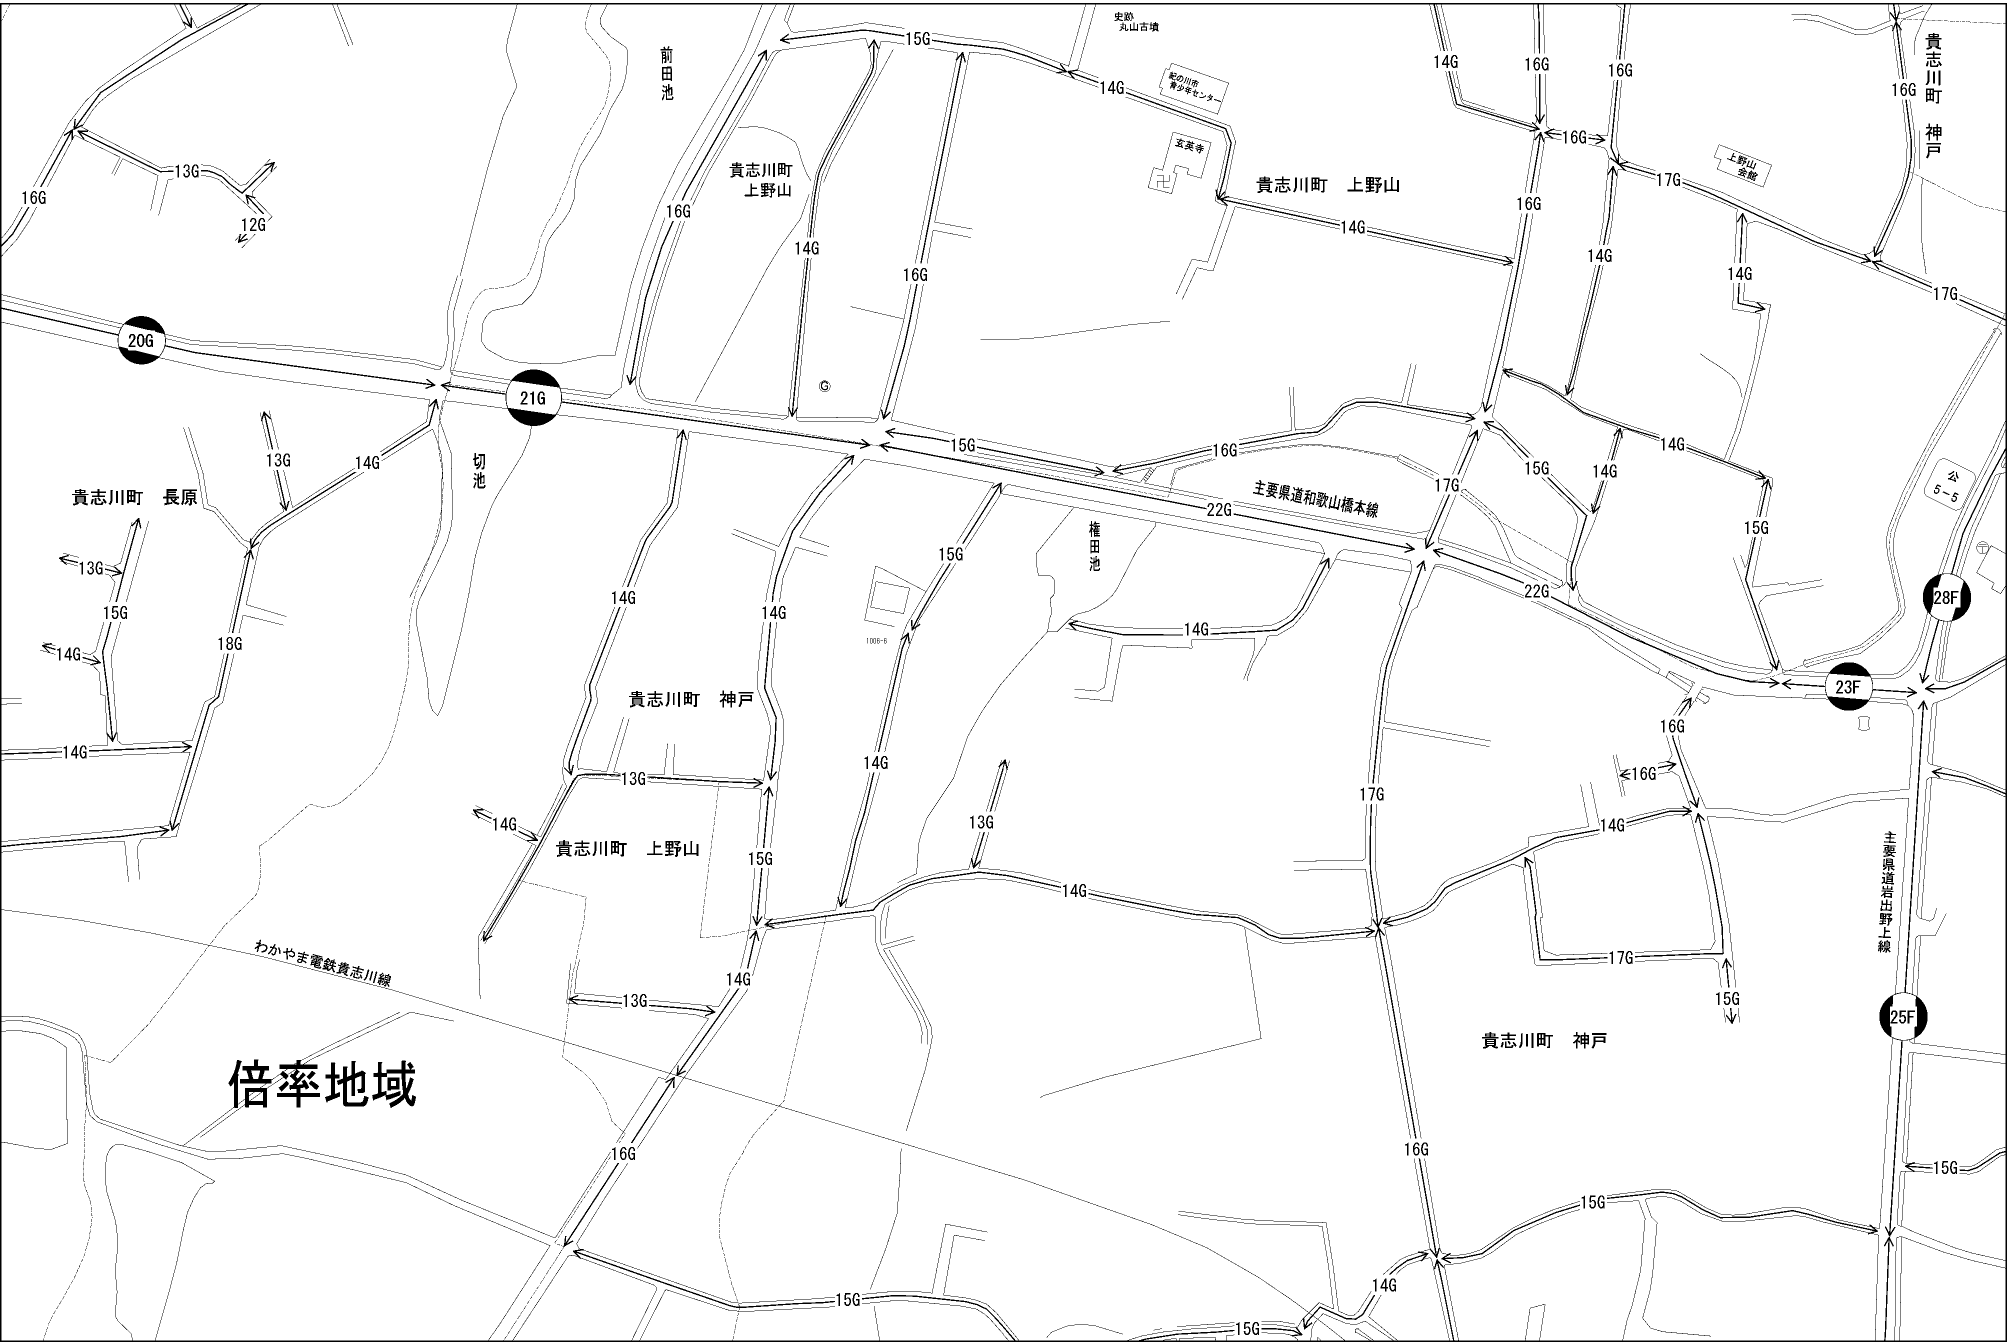 史跡
丸山古墳
貴志川町　神戸
前田池
15G
14G
16G
16G
14G
16G
紀の川市
青少年センター
14G
16G
玄英寺
上野山
会館
13G
貴志川町
上野山
貴志川町　上野山
17G
16G
12G
16G
16G
14G
14G
14G
16G
14G
17G
20G
21G
G
切池
13G
14G
15G
16G
15G
14G
14G
公
5-5
貴志川町　長原
17G
主要県道和歌山橋本線
22G
15G
権田池
15G
13G
15G
14G
14G
22G
28F
18G
14G
14G
1006-6
23F
貴志川町　神戸
16G
14G
13G
14G
16G
17G
14G
13G
14G
貴志川町　上野山
15G
14G
主要県道岩出野上線
わかやま電鉄貴志川線
14G
17G
13G
15G
25F
貴志川町　神戸
倍率地域
16G
16G
15G
15G
14G
15G
15G